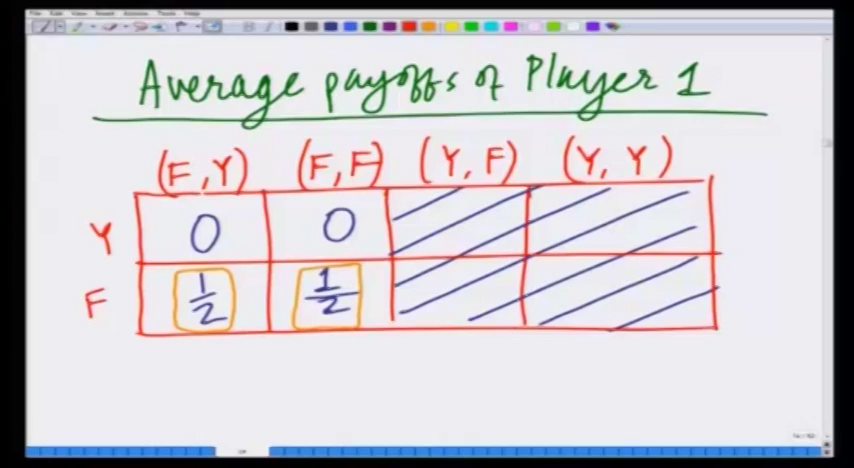 Average payoffs of Player 1
(F,Y) (F,F) (Y,F) (Y, Y)
Y 0 0
F 1/2 1/2